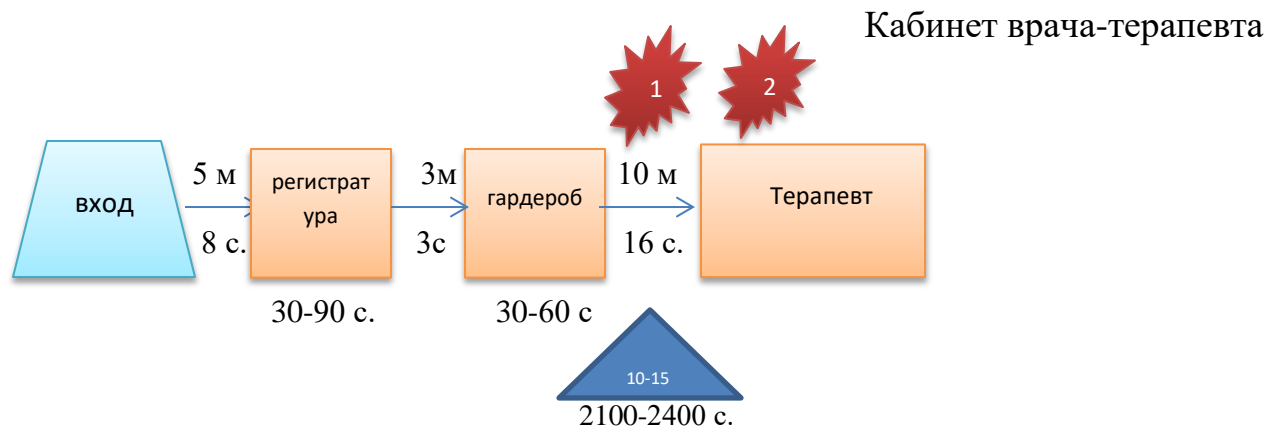 Кабинет врача-терапевта
1
2
вход
5 м
8 с.
регистрат
ура
30-90 с.
3м
3с
гардероб
30-60 с
10 м
16 с.
Терапевт
10-15
2100-2400 с.